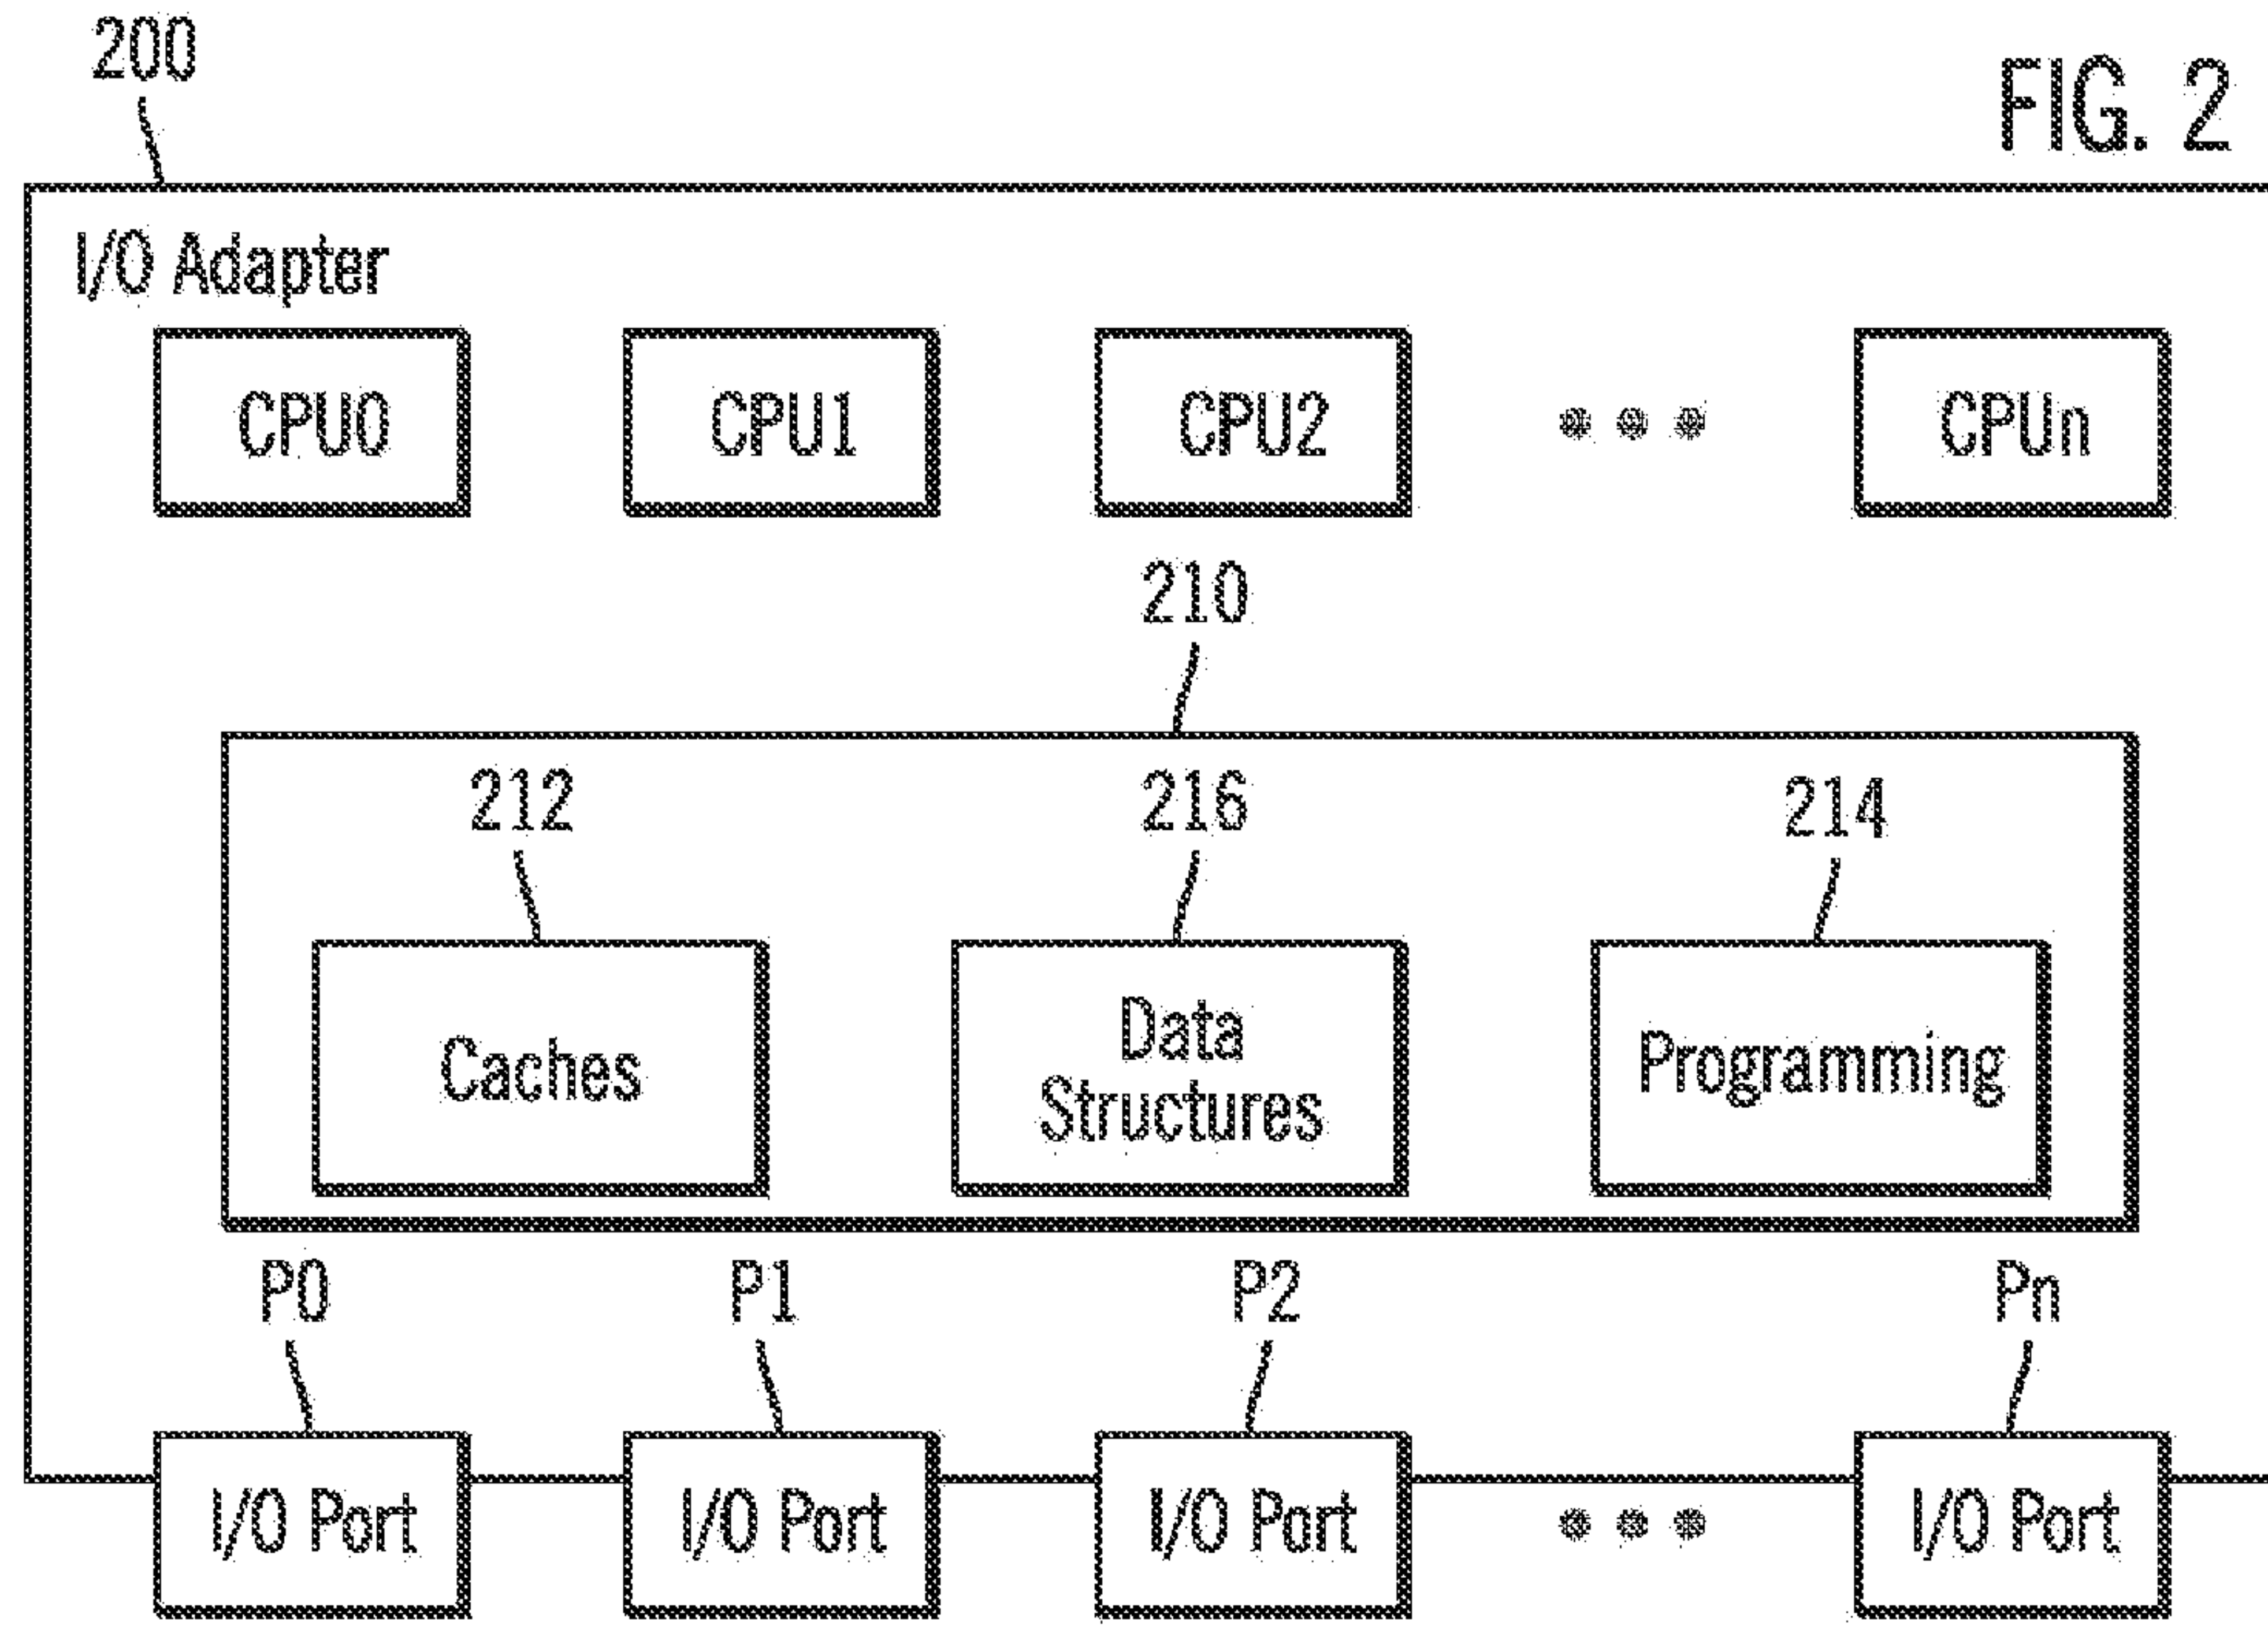 200
FIG. 2
I/O Adapter
CPU0 CPU1 CPU2 CPUn
210
212 216 214
Caches
Data
Structures
Programming
P0 P1 P2 Pn
I/O Port I/O Port I/O Port I/O Port